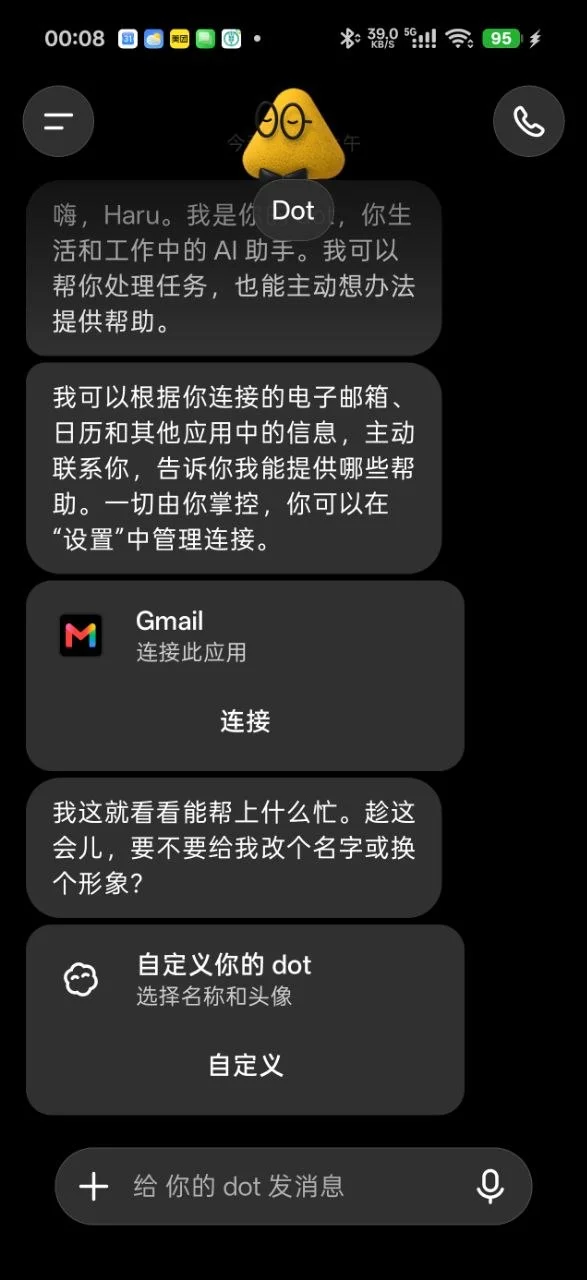 00:08
31
美团
39.0
KB/S
5G
95
今
午
Dot
嗨，Haru。我是你，你生
活和工作中的 AI 助手。我可以
帮你处理任务，也能主动想办法
提供帮助。
我可以根据你连接的电子邮箱、
日历和其他应用中的信息，主动
联系你，告诉你我能提供哪些帮
助。一切由你掌控，你可以在
“设置”中管理连接。
Gmail
连接此应用
连接
我这就看看能帮上什么忙。趁这
会儿，要不要给我改个名字或换
个形象？
自定义你的 dot
选择名称和头像
自定义
给 你的 dot 发消息